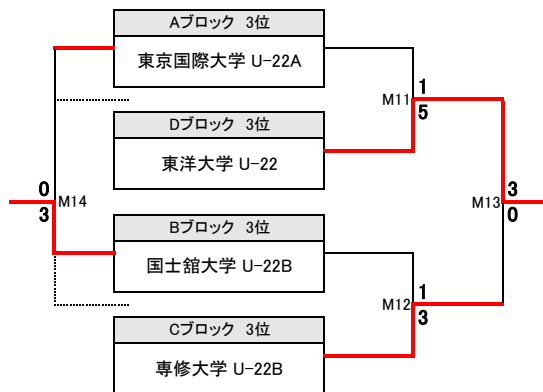 Aブロック 3位
東京国際大学 U-22A
M11
1
5
Dブロック 3位
東洋大学 U-22
0
3
M14
M13
3
0
Bブロック 3位
国士舘大学 U-22B
M12
1
3
Cブロック 3位
専修大学 U-22B